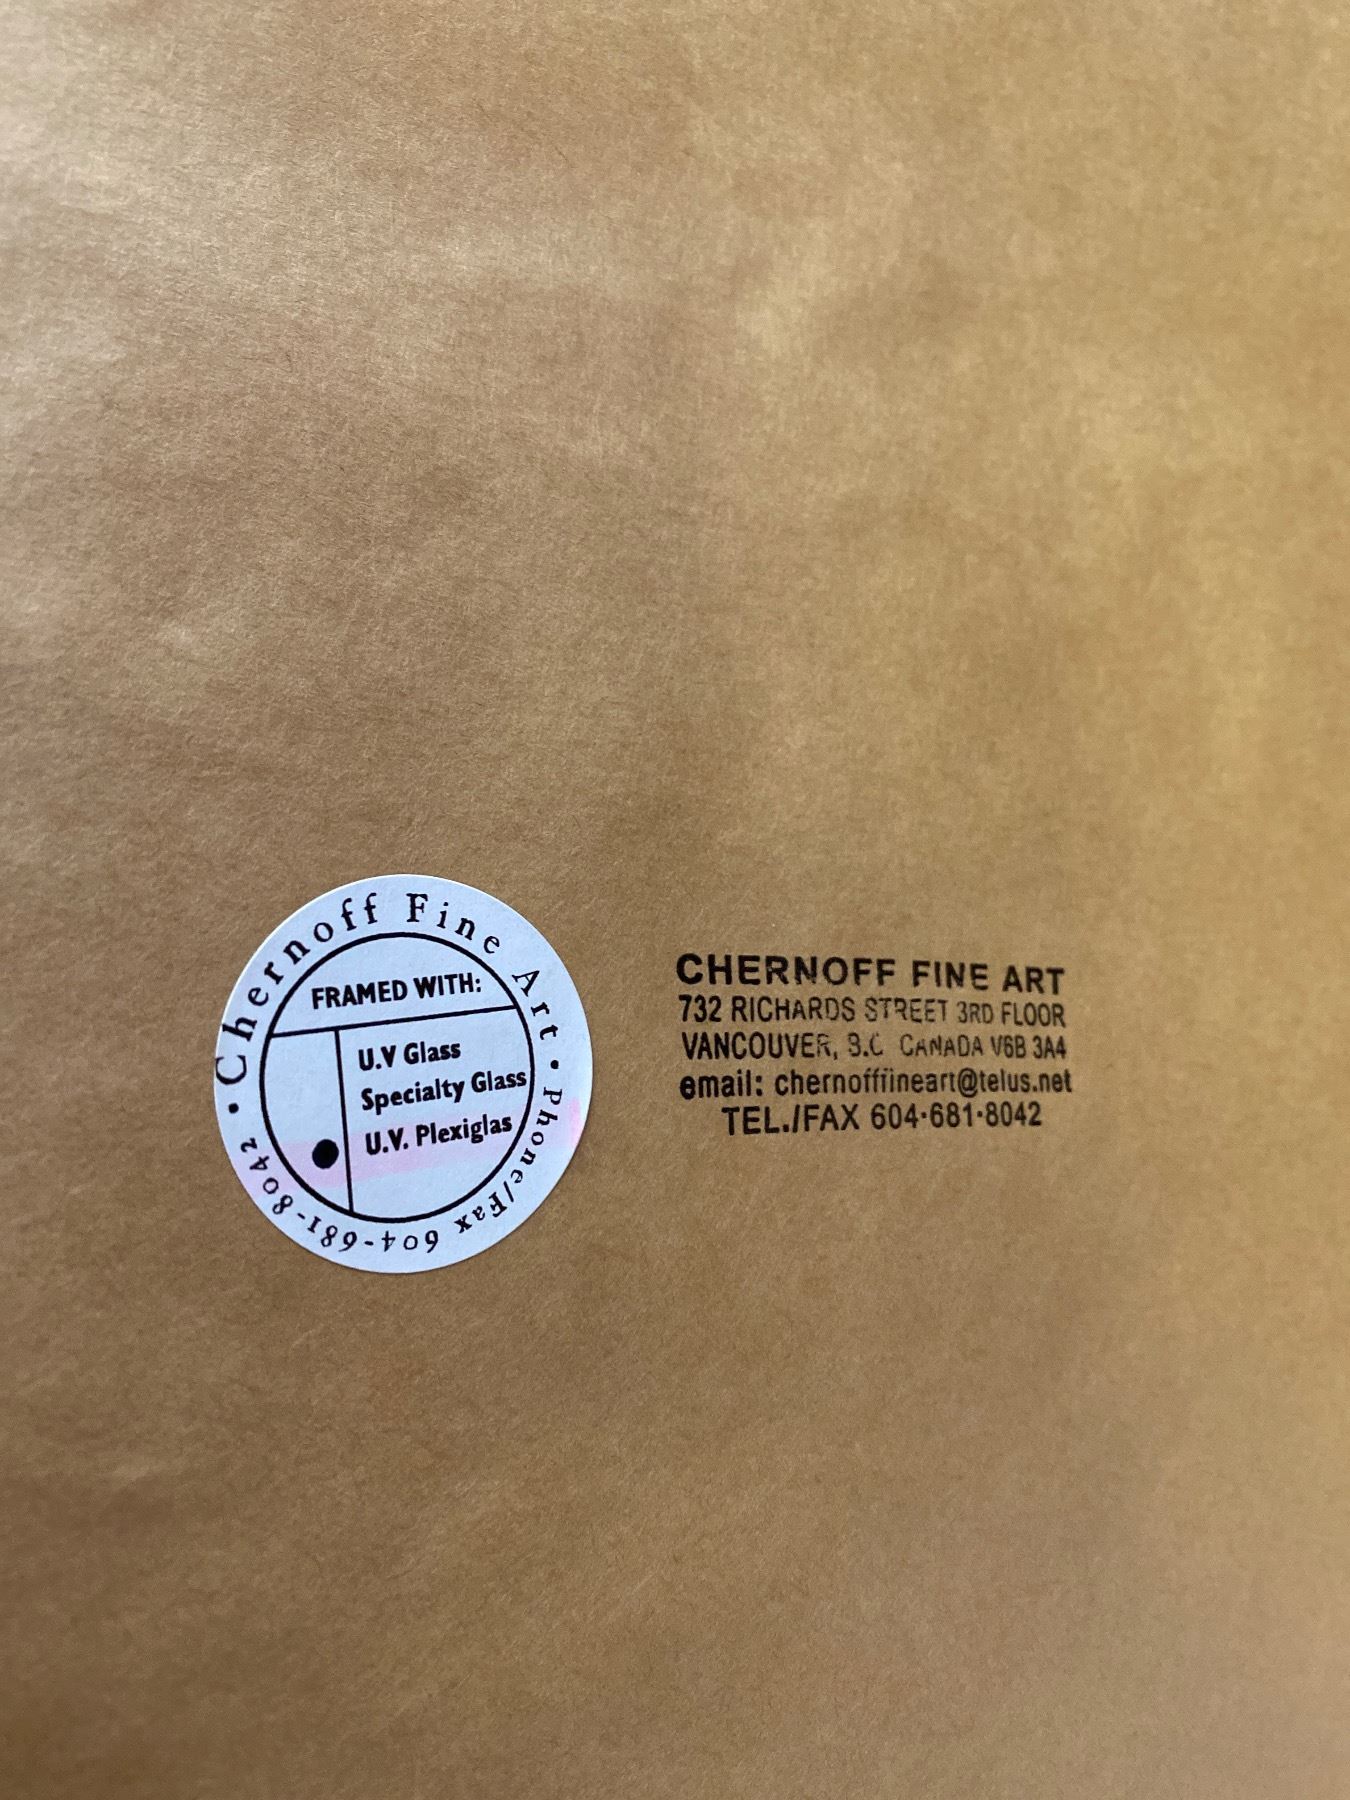 Chernoff Fine Art • Phone/Fax 604-681-8042 •
FRAMED WITH:
U.V Glass
Specialty Glass
U.V. Plexiglas
CHERNOFF FINE ART
732 RICHARDS STREET 3RD FLOOR
VANCOUVER, B.C. CANADA V6B 3A4
email: chernofffineart@telus.net
TEL./FAX 604·681·8042